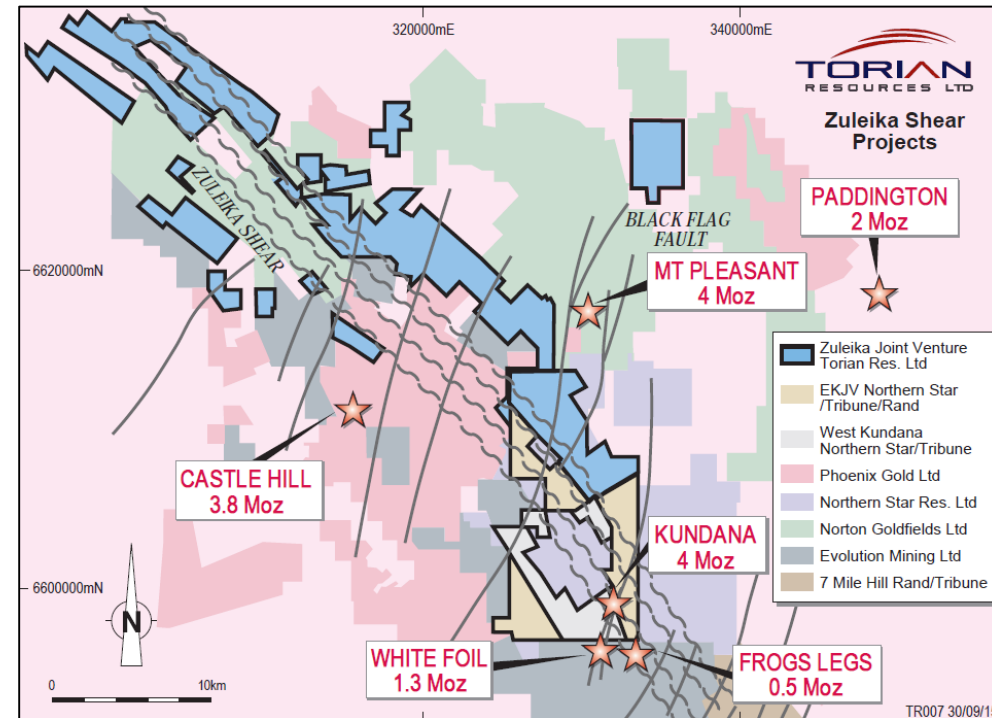 320000mE
340000mE
TORIAN
RESOURCES LTD
Zuleika Shear
Projects
PADDINGTON
2 Moz
ZULEIKA SHEAR
BLACK FLAG
FAULT
6620000mN
MT PLEASANT
4 Moz
Zuleika Joint Venture
Torian Res. Ltd
EKJV Northern Star
/Tribune/Rand
West Kundana
Northern Star/Tribune
Phoenix Gold Ltd
Northern Star Res. Ltd
Norton Goldfields Ltd
Evolution Mining Ltd
7 Mile Hill Rand/Tribune
CASTLE HILL
3.8 Moz
KUNDANA
4 Moz
6600000mN
N
WHITE FOIL
1.3 Moz
FROGS LEGS
0.5 Moz
0 10km
TR007 30/09/15